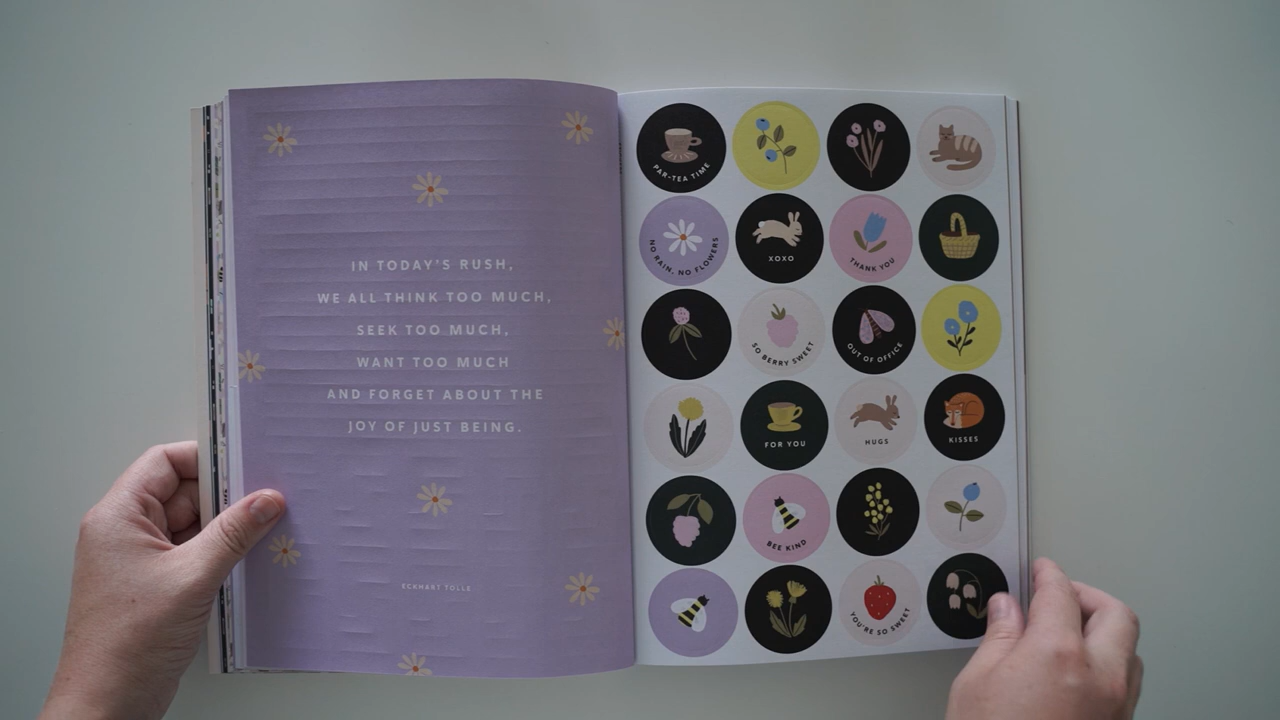 IN TODAY'S RUSH,
WE ALL THINK TOO MUCH,
SEEK TOO MUCH,
WANT TOO MUCH
AND FORGET ABOUT THE
JOY OF JUST BEING.
ECKHART TOLLE
PAR-TEA TIME
NO RAIN, NO FLOWERS
XOXO
THANK YOU
SO BERRY SWEET
OUT OF OFFICE
FOR YOU
HUGS
KISSES
BEE KIND
YOU'RE SO SWEET